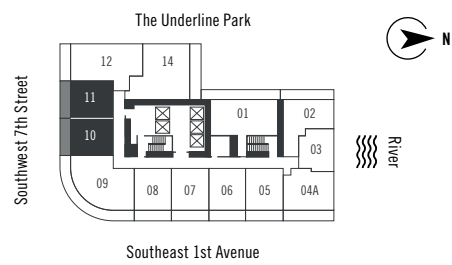 The Underline Park
N
Southwest 7th Street
12
14
11
01
02
10
03
River
09
08
07
06
05
04A
Southeast 1st Avenue